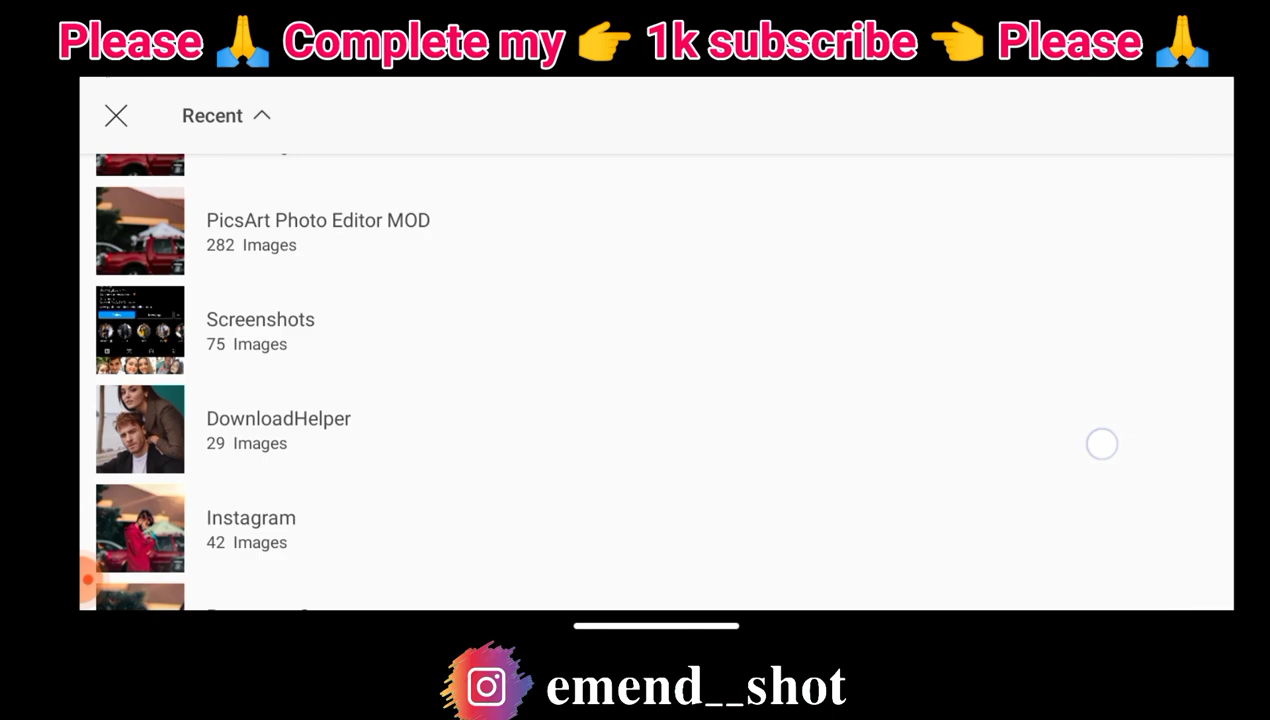 Please 🙏 Complete my 👉 1k subscribe 👈 Please 🙏
Recent
PicsArt Photo Editor MOD
282 Images
Screenshots
75 Images
DownloadHelper
29 Images
Instagram
42 Images
emend__shot